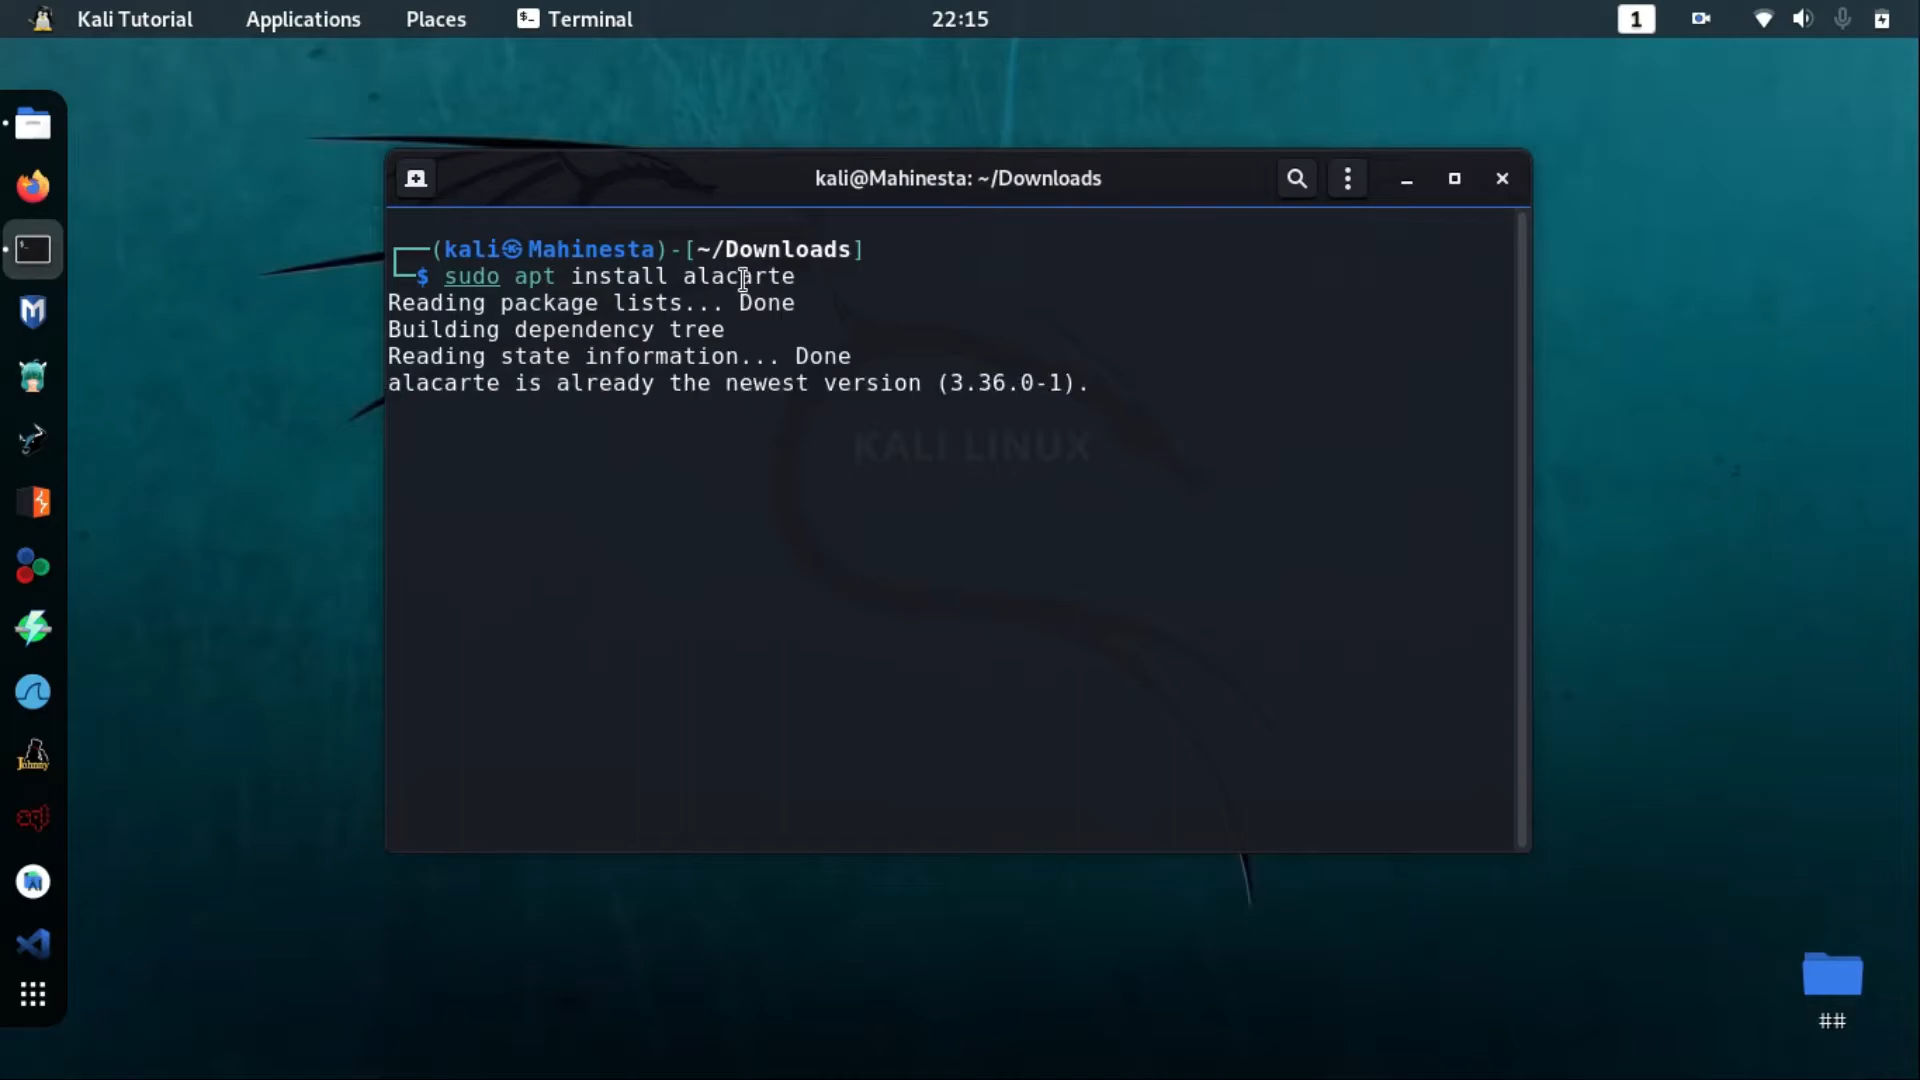 Kali Tutorial Applications Places Terminal 22:15 1
kali@Mahinesta: ~/Downloads
(kali㉿Mahinesta)-[~/Downloads]
$ sudo apt install alacarte
Reading package lists... Done
Building dependency tree
Reading state information... Done
alacarte is already the newest version (3.36.0-1).
KALI LINUX
Johnny
##